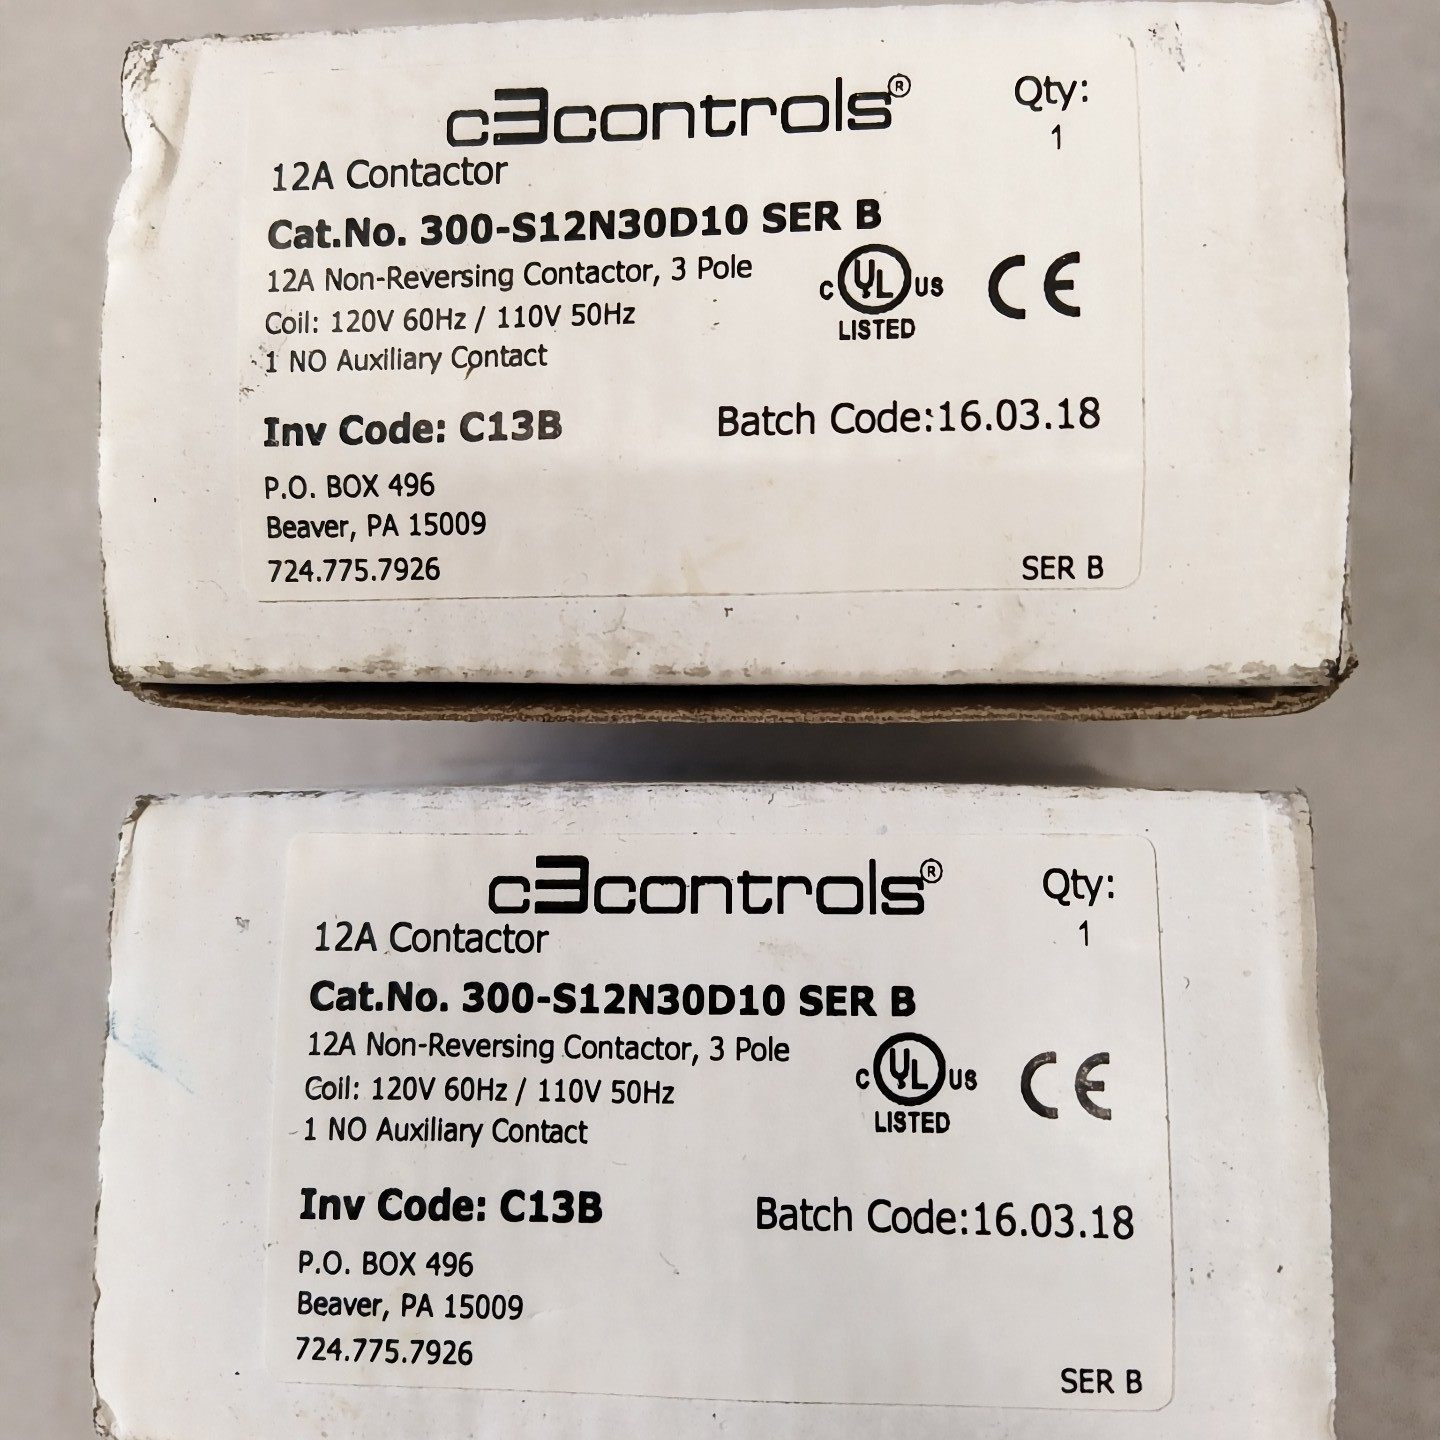 c3controls® Qty:
1
12A Contactor
Cat.No. 300-S12N30D10 SER B
12A Non-Reversing Contactor, 3 Pole
Coil: 120V 60Hz / 110V 50Hz
1 NO Auxiliary Contact
C UL US
LISTED
CE
Inv Code: C13B Batch Code:16.03.18
P.O. BOX 496
Beaver, PA 15009
724.775.7926 SER B
c3controls® Qty:
1
12A Contactor
Cat.No. 300-S12N30D10 SER B
12A Non-Reversing Contactor, 3 Pole
Coil: 120V 60Hz / 110V 50Hz
1 NO Auxiliary Contact
C UL US
LISTED
CE
Inv Code: C13B Batch Code:16.03.18
P.O. BOX 496
Beaver, PA 15009
724.775.7926
SER B